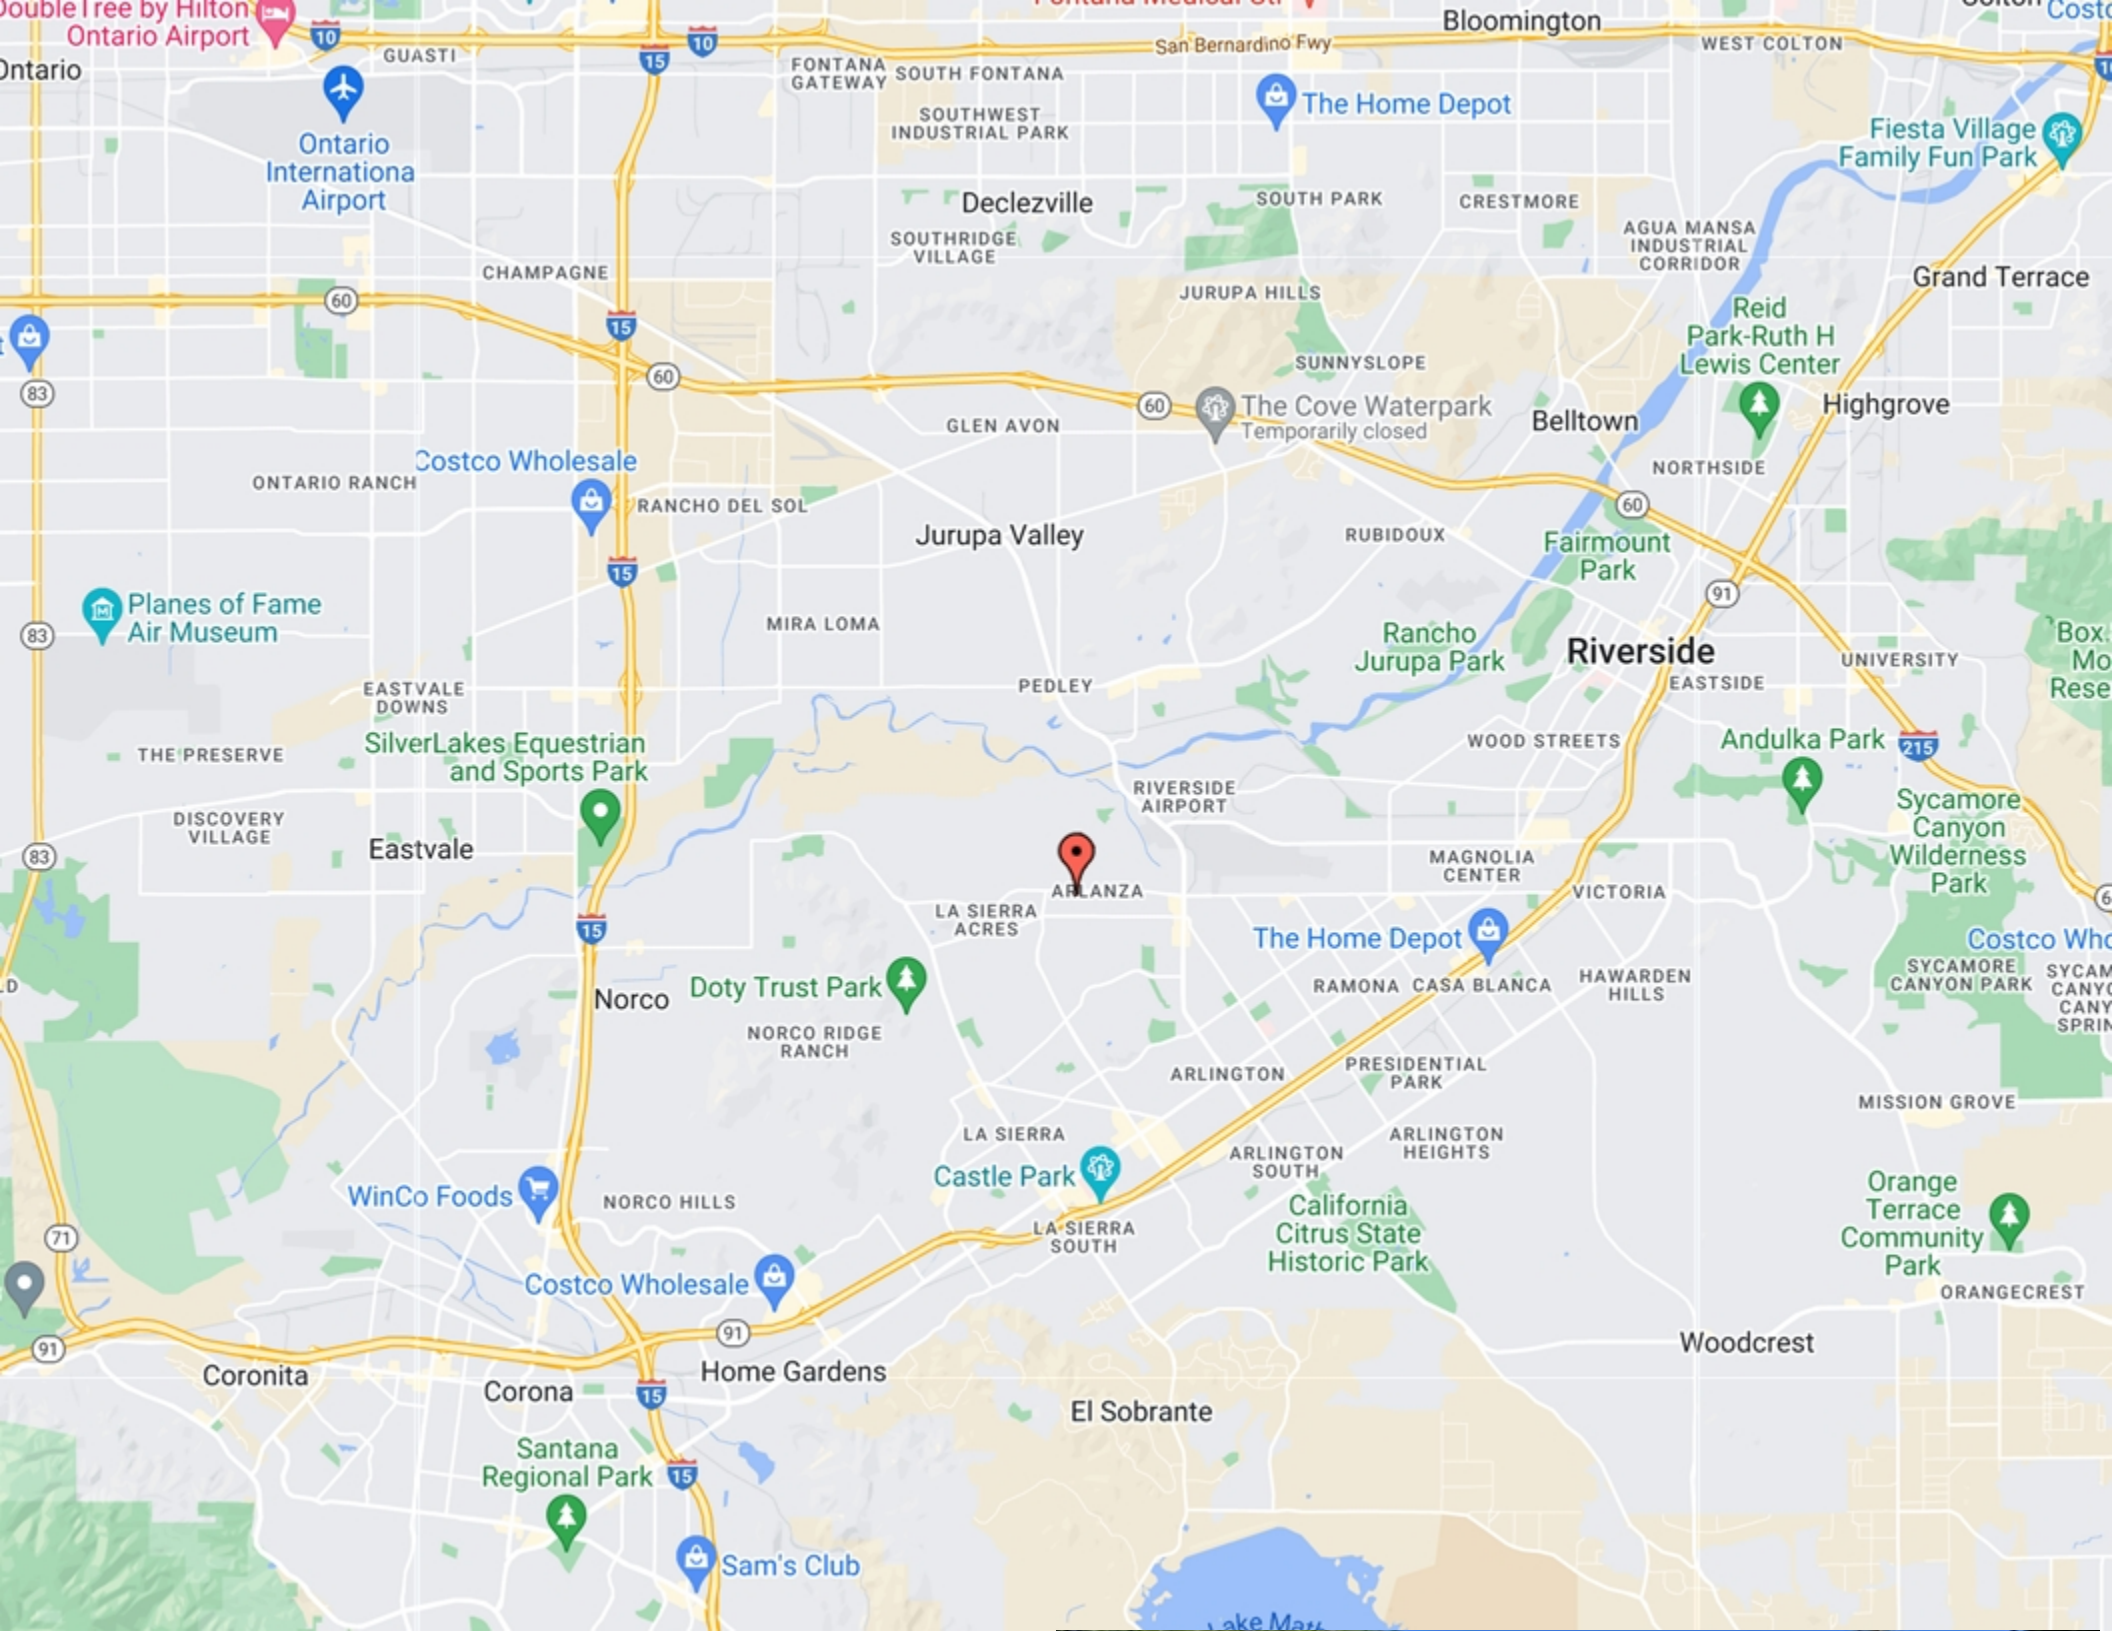 DoubleTree by Hilton
Ontario Airport
10
GUASTI
15
10
San Bernardino Fwy
Bloomington
WEST COLTON
Ontario
FONTANA
GATEWAY
SOUTH FONTANA
SOUTHWEST
INDUSTRIAL PARK
The Home Depot
Fiesta Village
Family Fun Park
Ontario
Internationa
Airport
Declezville
SOUTH PARK
CRESTMORE
AGUA MANSA
INDUSTRIAL
CORRIDOR
SOUTHRIDGE
VILLAGE
CHAMPAGNE
JURUPA HILLS
Grand Terrace
60
15
Reid
Park-Ruth H
Lewis Center
SUNNYSLOPE
83
60
60
The Cove Waterpark
Temporarily closed
Belltown
Highgrove
GLEN AVON
Costco Wholesale
ONTARIO RANCH
NORTHSIDE
RANCHO DEL SOL
60
Jurupa Valley
RUBIDOUX
Fairmount
Park
15
91
Planes of Fame
Air Museum
83
MIRA LOMA
Rancho
Jurupa Park
Riverside
UNIVERSITY
EASTSIDE
Box
Mo
Rese
EASTVALE
DOWNS
PEDLEY
THE PRESERVE
SilverLakes Equestrian
and Sports Park
WOOD STREETS
Andulka Park
215
RIVERSIDE
AIRPORT
DISCOVERY
VILLAGE
Eastvale
Sycamore
Canyon
Wilderness
Park
83
MAGNOLIA
CENTER
ARLANZA
VICTORIA
LA SIERRA
ACRES
15
The Home Depot
Costco Who
RAMONA
CASA BLANCA
HAWARDEN
HILLS
SYCAMORE
CANYON PARK
SYCAM
CANYO
CANY
SPRIN
LD
Norco
Doty Trust Park
NORCO RIDGE
RANCH
ARLINGTON
PRESIDENTIAL
PARK
MISSION GROVE
LA SIERRA
ARLINGTON
HEIGHTS
ARLINGTON
SOUTH
Castle Park
WinCo Foods
NORCO HILLS
California
Citrus State
Historic Park
Orange
Terrace
Community
Park
71
LA SIERRA
SOUTH
Costco Wholesale
ORANGECREST
91
91
Woodcrest
Coronita
Corona
Home Gardens
15
El Sobrante
Santana
Regional Park
15
Sam's Club